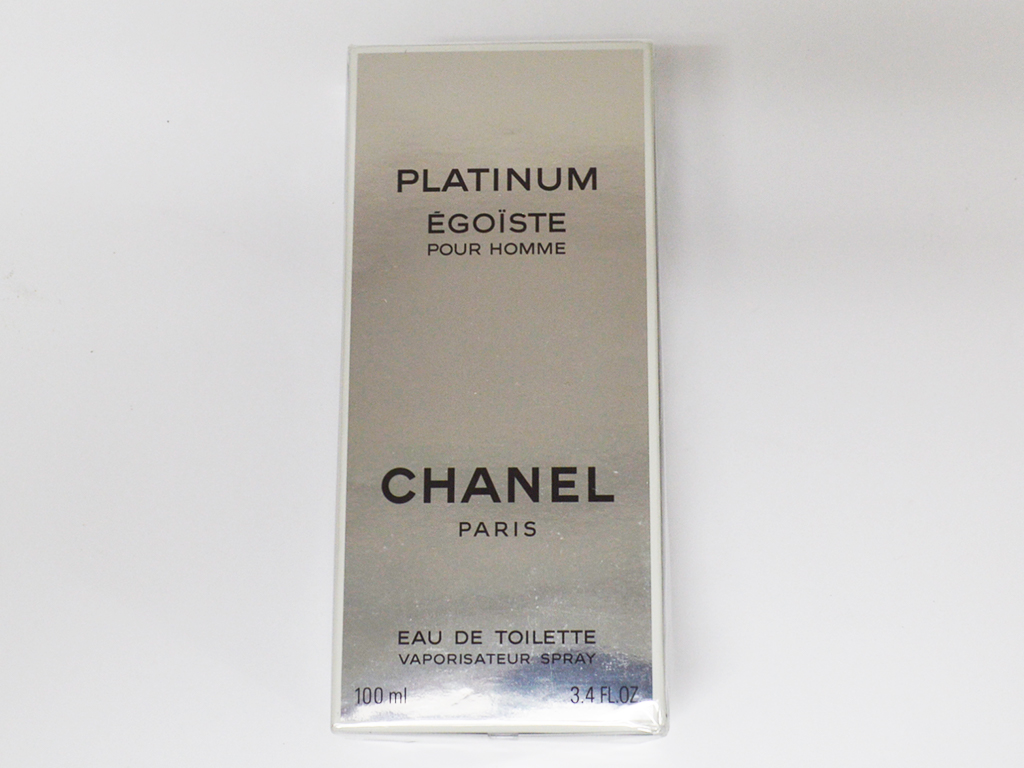 PLATINUM
ÉGOÏSTE
POUR HOMME
CHANEL
PARIS
EAU DE TOILETTE
VAPORISATEUR SPRAY
100 ml 3.4 FL.OZ